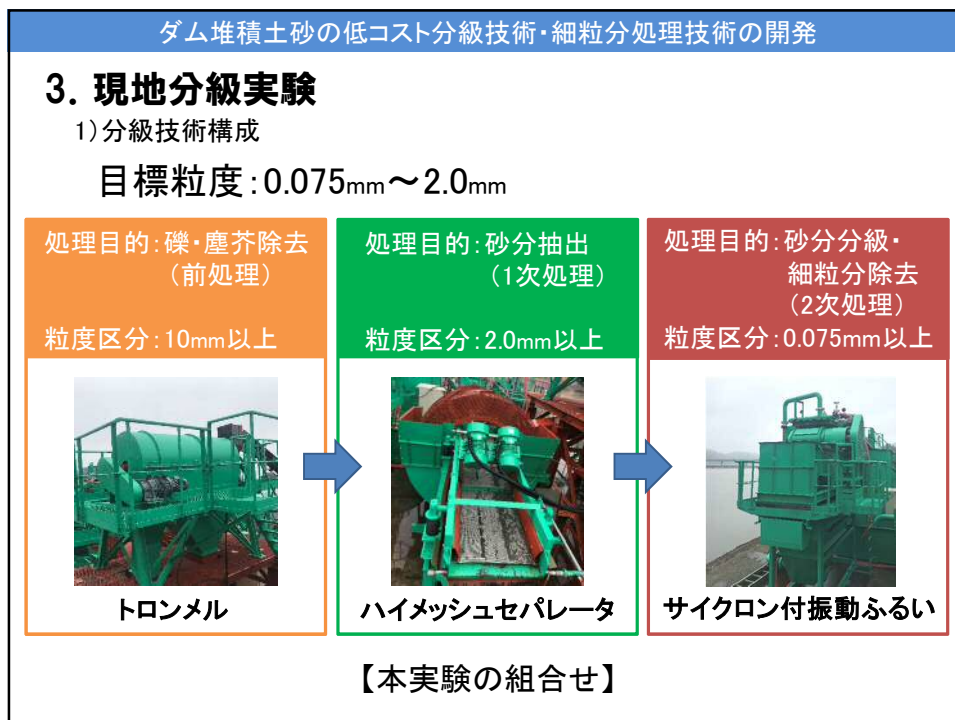 ダム堆積土砂の低コスト分級技術・細粒分処理技術の開発
3. 現地分級実験
1)分級技術構成
目標粒度:0.075mm～2.0mm
処理目的:礫・塵芥除去
(前処理)
粒度区分:10mm以上
トロンメル
処理目的:砂分抽出
(1次処理)
粒度区分:2.0mm以上
ハイメッシュセパレータ
処理目的:砂分分級・
細粒分除去
(2次処理)
粒度区分:0.075mm以上
サイクロン付振動ふるい
【本実験の組合せ】